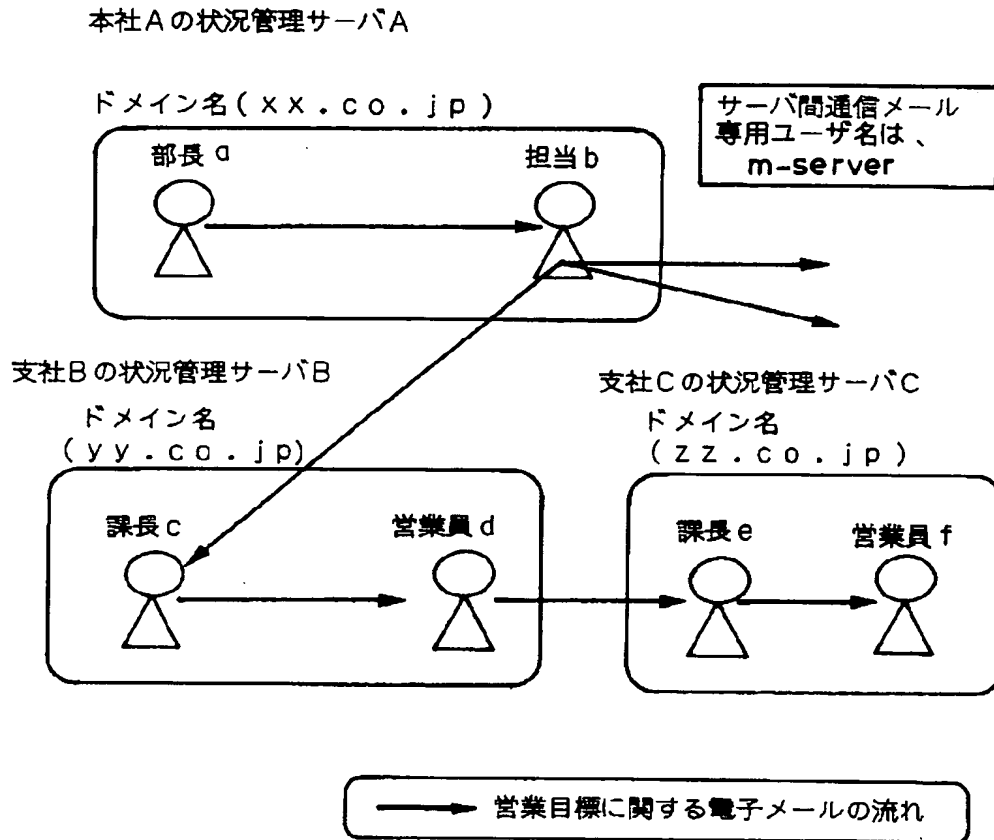 本社Aの状況管理サーバA
ドメイン名(xx.co.jp)
サーバ間通信メール
専用ユーザ名は、
m-server
部長a
担当b
支社Bの状況管理サーバB
ドメイン名
(yy.co.jp)
支社Cの状況管理サーバC
ドメイン名
(zz.co.jp)
課長c
営業員d
課長e
営業員f
営業目標に関する電子メールの流れ